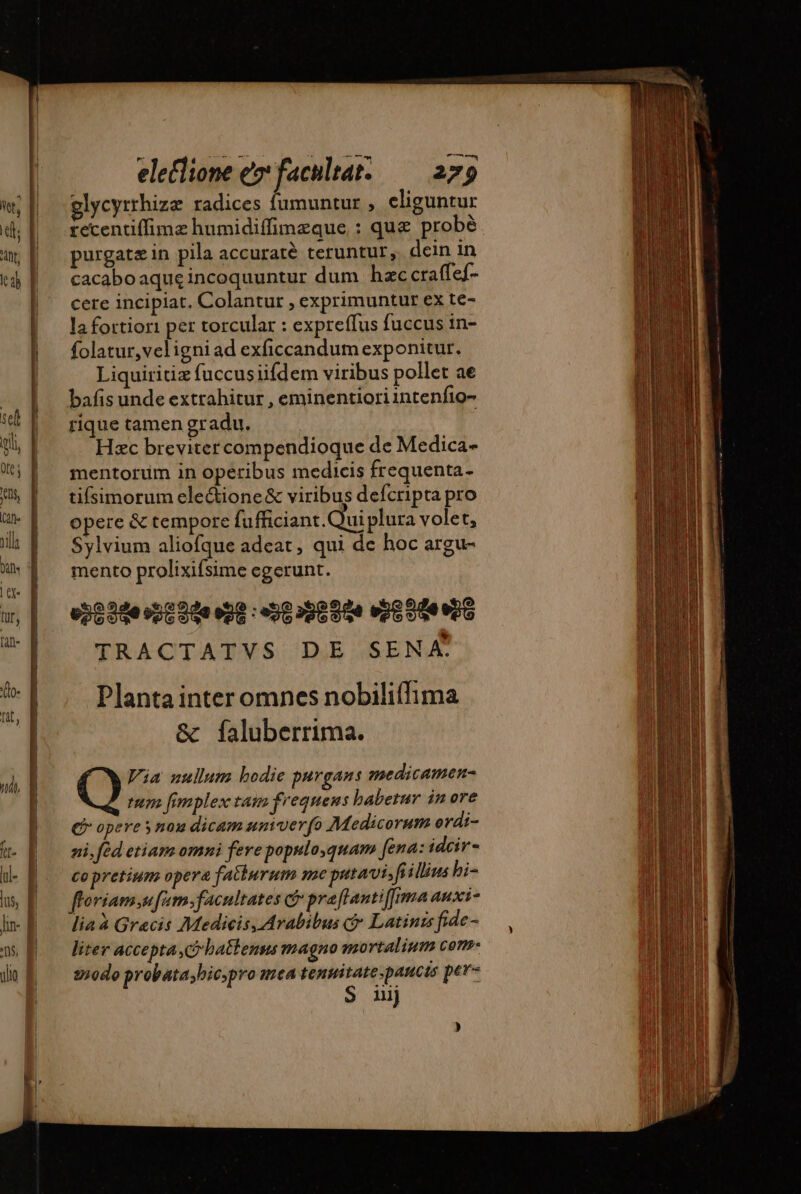 electione & facultat. 279
glycyrrhizæ radices ſumuntur, eliguntur
recentiſſimæ humidiſſimæque : quæ probè
purgatæ in pila accuratè teruntur, dein in
cacabo aque incoquuntur dum hæc craſſeſ-
cere incipiat. Colantur, exprimuntur ex te-
la fortiori per torcular : expreſſus ſuccus in-
ſolatur, vel igni ad exſiccandum exponitur.
Liquiritiæ ſuccus iiſdem viribus pollet ac
baſis unde extrahitur, eminentiori intenſio-
rique tamen gradu.
Hæc breviter compendioque de Medica-
mentorum in operibus medicis frequenta-
tiſsimorum electione & viribus deſcripta pro
opere & tempore ſufficiant. Qui plura volet,
Sylvium alioſque adeat, qui de hoc argu-
mento prolixiſsime egerunt.
TRACTATVS DE SENA.
Planta inter omnes nobiliſſima
& ſaluberrima.
QVia nullum hodie purgans medicamen-
tum ſimplex tam frequens habetur in ore
& opere ; non dicam univerſo Medicorum ordi-
ni, ſed etiam omni fere populo, quam ſena: idcir-
co pretium operæ facturum me putavi, ſi illius hi-
ſtoriam, uſum, facultates & præſtantiſſima auxi-
lia à Græcis Medicis, Arabibus & Latinis fide-
liter accepta, & hactenus magno mortalium com-
modo probata, hic, pro mea tenuitate, paucis per-
S iiij